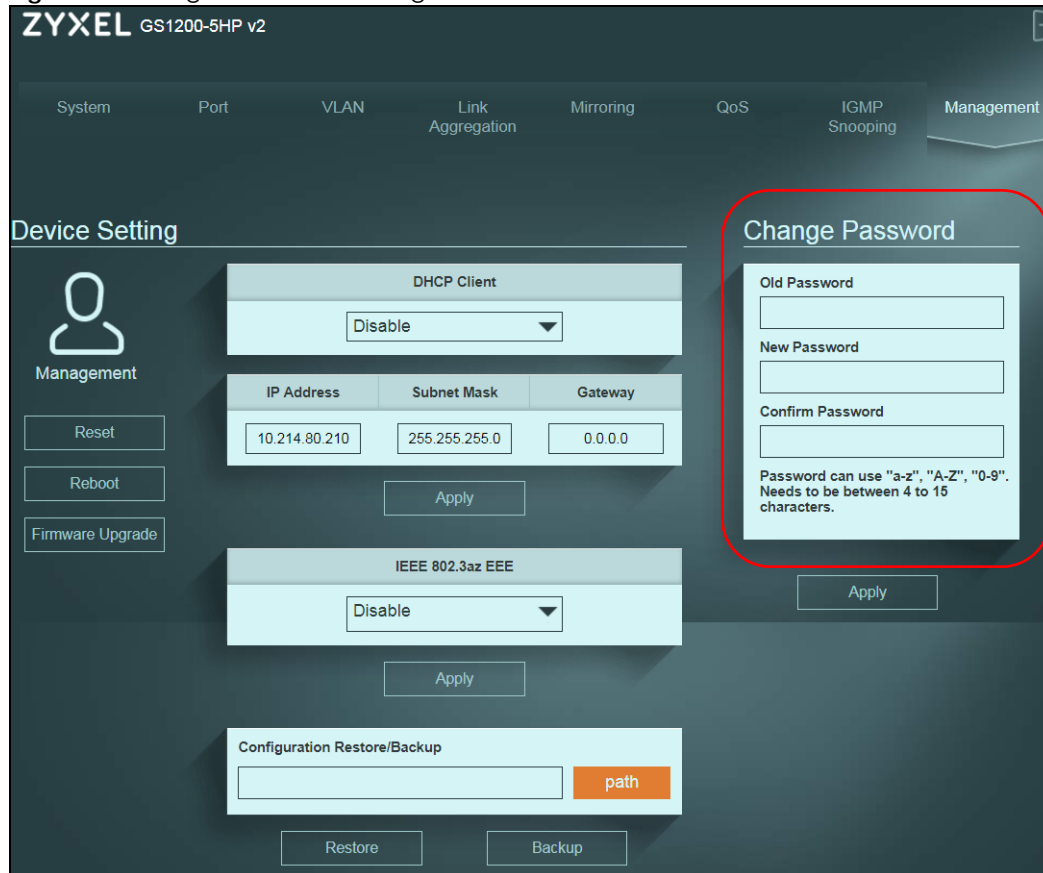 ZYXEL GS1200-5HP v2
System
Port
VLAN
Link
Aggregation
Mirroring
QoS
IGMP
Snooping
Management
Device Setting
Management
Reset
Reboot
Firmware Upgrade
DHCP Client
Disable
IP Address Subnet Mask Gateway
10.214.80.210 255.255.255.0 0.0.0.0
Apply
IEEE 802.3az EEE
Disable
Apply
Configuration Restore/Backup
path
Restore Backup
Change Password
Old Password
New Password
Confirm Password
Password can use "a-z", "A-Z", "0-9".
Needs to be between 4 to 15
characters.
Apply